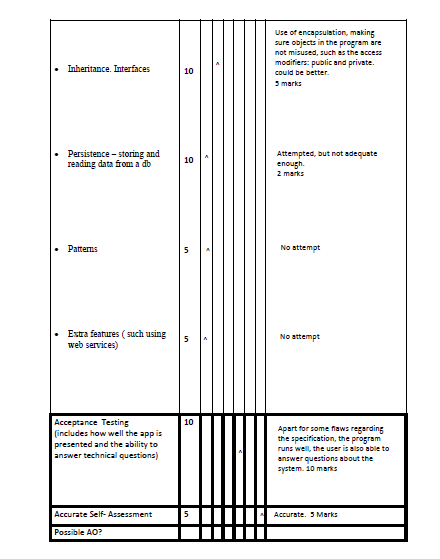 Use of encapsulation, making
sure objects in the program are
not misused, such as the access
modifiers: public and private.
could be better.
5 marks
• Inheritance. Interfaces
10
^
• Persistence – storing and
reading data from a db
10
^
Attempted, but not adequate
enough.
2 marks
• Patterns
5
^
No attempt
• Extra features ( such using
web services)
5
^
No attempt
Acceptance Testing
(includes how well the app is
presented and the ability to
answer technical questions)
10
^
Apart for some flaws regarding
the specification, the program
runs well, the user is also able to
answer questions about the
system. 10 marks
Accurate Self- Assessment
5
^
Accurate. 5 Marks
Possible AO?